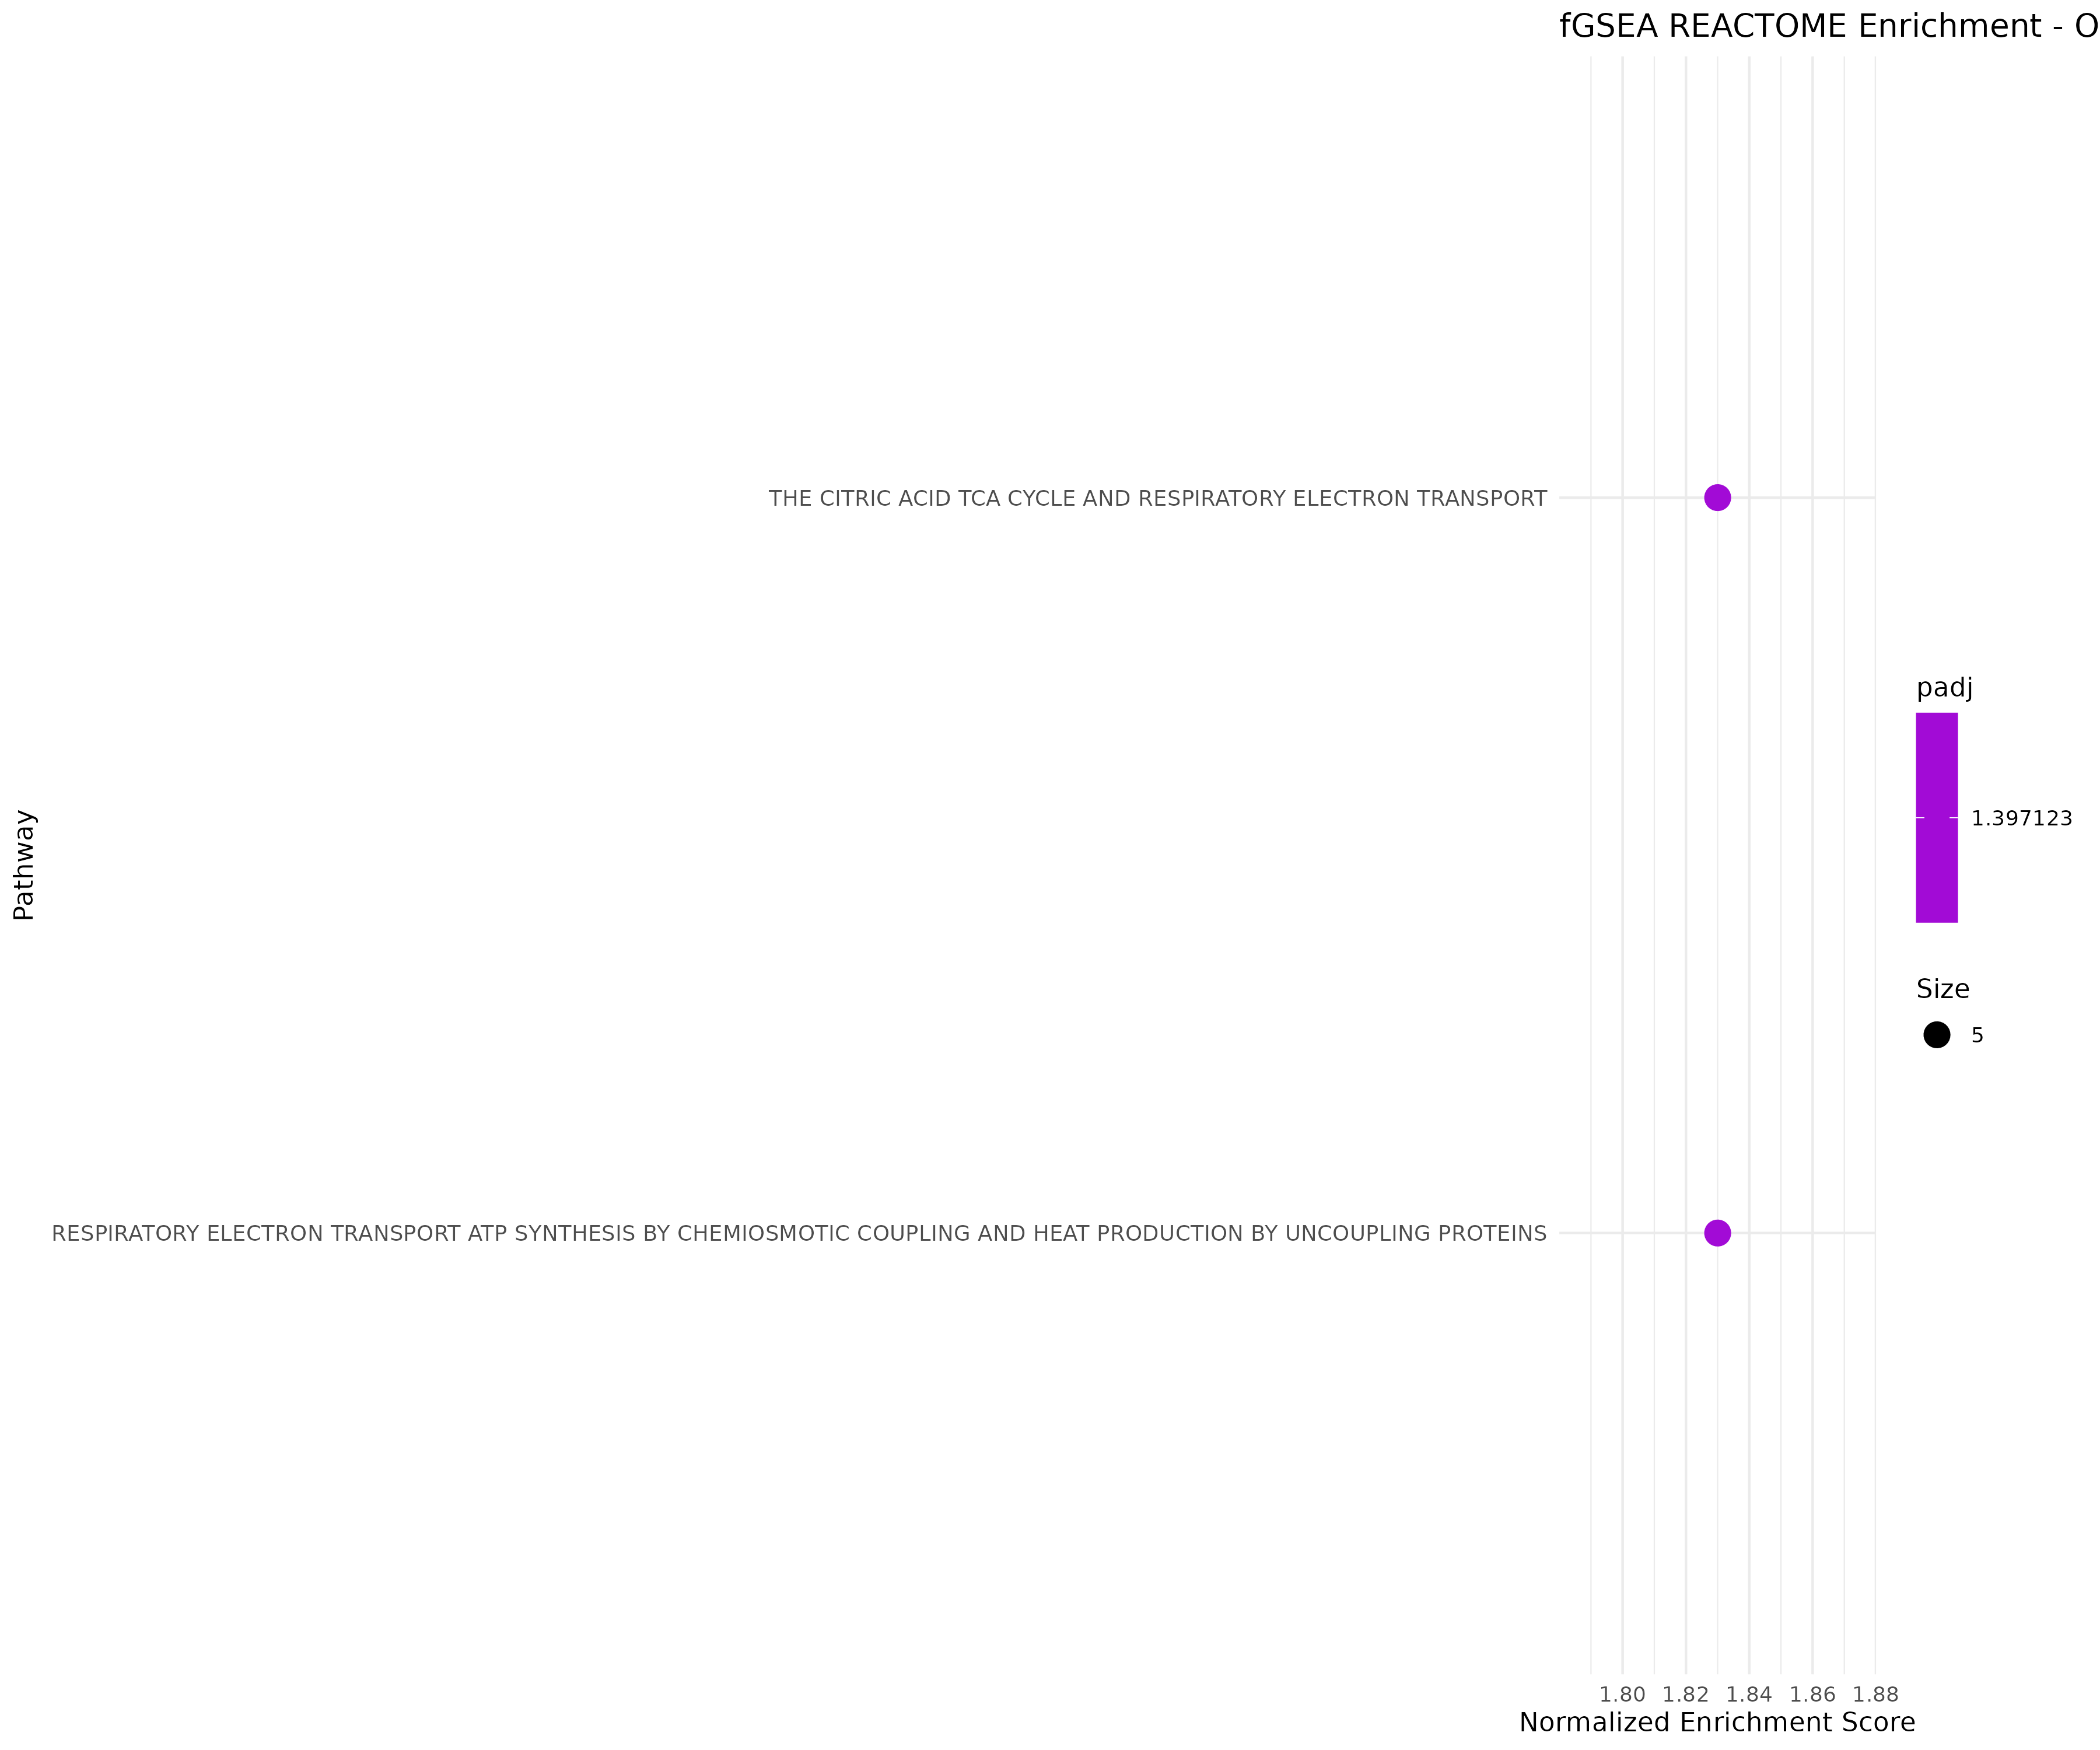 fGSEA REACTOME Enrichment - O
THE CITRIC ACID TCA CYCLE AND RESPIRATORY ELECTRON TRANSPORT
RESPIRATORY ELECTRON TRANSPORT ATP SYNTHESIS BY CHEMIOSMOTIC COUPLING AND HEAT PRODUCTION BY UNCOUPLING PROTEINS
Pathway
1.80 1.82 1.84 1.86 1.88
Normalized Enrichment Score
padj
1.397123
Size
5